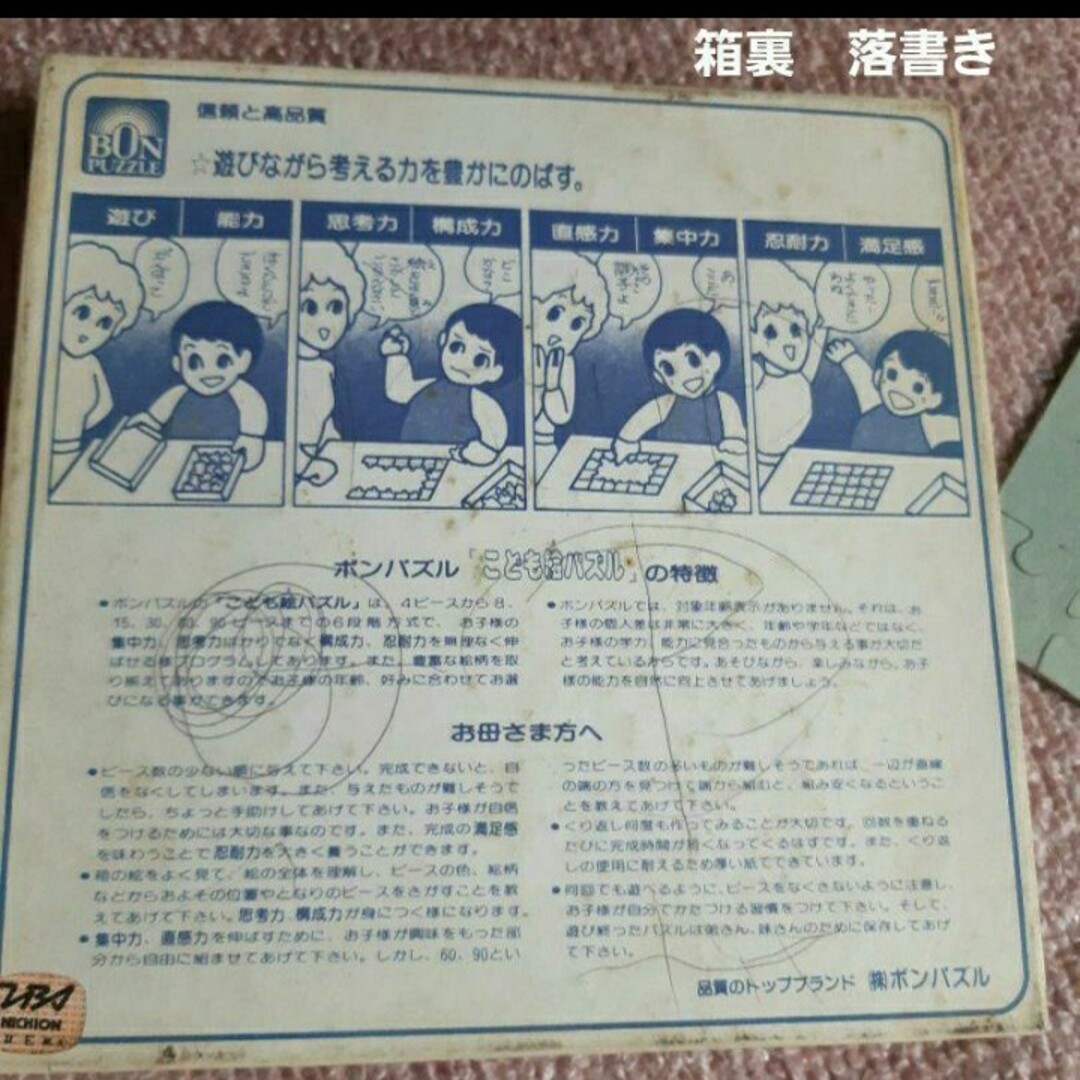 箱裏　落書き
BON
PUZZLE
信頼と高品質
☆遊びながら考える力を豊かにのばす。
遊び 能力 思考力 構成力 直感力 集中力 忍耐力 満足感
ボンパズル「こども絵パズル」の特徴
●ボンパズルの「こども絵パズル」は、4ピースから8、
15、30、60、90ピースまでの6段階方式で、お子様の
集中力、思考力ばかりでなく構成力、忍耐力を無理なく伸
ばせる様プログラムしてあります。また、豊富な絵柄を取
り揃えてありますのでお子様の年齢、好みに合わせてお選
びになる事ができます。
●ボンパズルでは、対象年齢表示がありません。それは、お
子様の個人差は非常に大きく、年齢や学年などではなく、
お子様の学力、能力に見合ったものから与える事が大切だ
と考えているからです。あそびながら、楽しみながら、お子
様の能力を自然に向上させてあげましょう。
お母さま方へ
●ピース数の少ない順に与えて下さい。完成できないと、自
信をなくしてしまいます。また、与えたものが難しそうで
したら、ちょっと手助けしてあげて下さい。お子様が自信
をつけるためには大切な事なのです。また、完成の満足感
を味わうことで忍耐力を大きく養うことができます。
●箱の絵をよく見て、絵の全体を理解し、ピースの色、絵柄
などからおよその位置やとなりのピースをさがすことを教
えてあげて下さい。思考力、構成力が身につく様になります。
●集中力、直感力を伸ばすために、お子様が興味をもった部
分から自由に組ませてあげて下さい。しかし、60、90とい
ったピース数の多いものが難しそうであれば、一辺が直線
の端の方を見つけて端から組むと、組み安くなるというこ
とを教えてあげて下さい。
●くり返し何度も作ってみることが大切です。回数を重ねる
たびに完成時間が短くなってくるはずです。また、くり返
しの使用に耐えるため厚い紙でできています。
●何回でも遊べるように、ピースをなくさないように注意し、
お子様が自分でかたづける習慣をつけて下さい。そして、
遊び終ったパズルは弟さん、妹さんのために保存してあげ
て下さい。
品質のトップブランド ㈱ボンパズル
NICHION